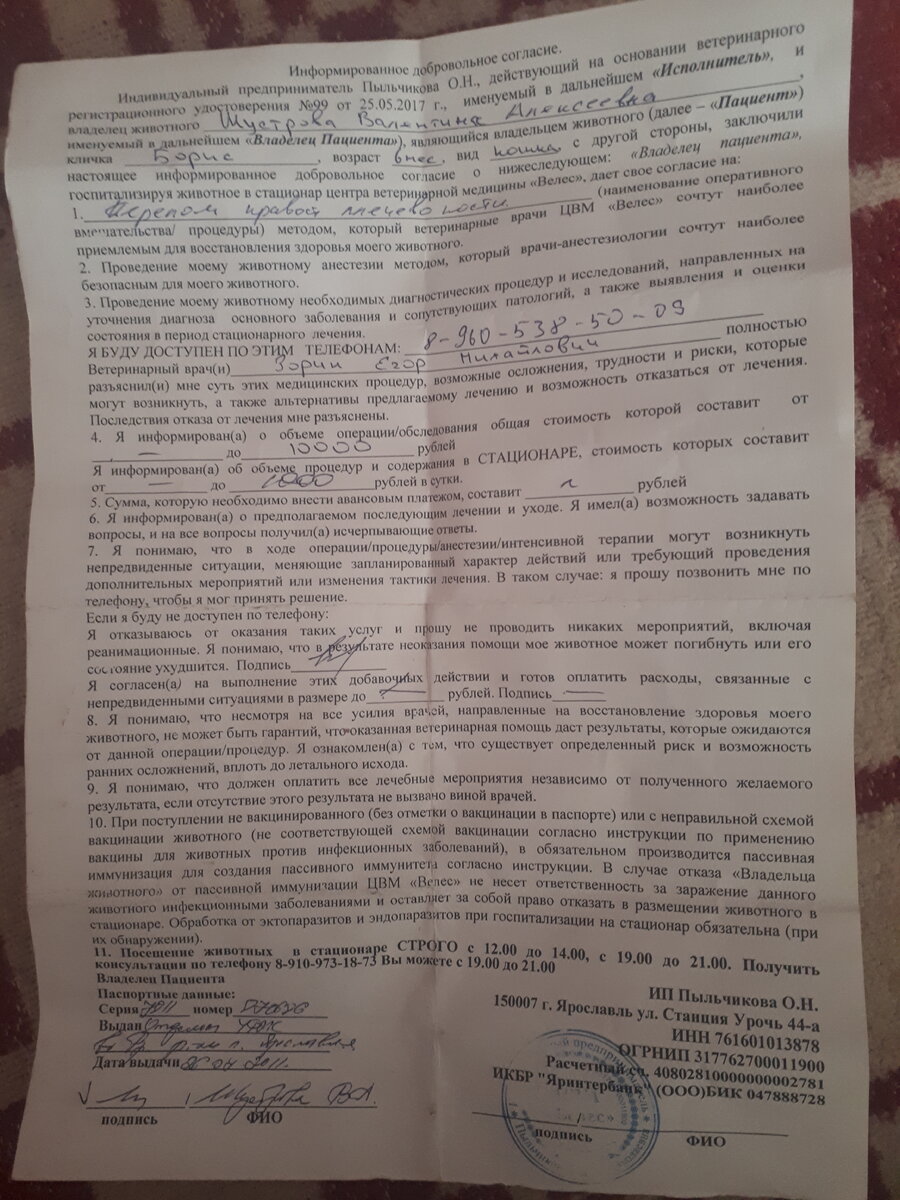 Информированное добровольное согласие.
Индивидуальный предприниматель Пыльчикова О.Н., действующий на основании ветеринарного
регистрационного удостоверения №99 от 25.05.2017 г., именуемый в дальнейшем «Исполнитель», и
владелец животного Шустрова Валентина Алексеевна,
именуемый в дальнейшем «Владелец Пациента»), являющийся владельцем животного (далее – «Пациент»)
кличка Борис, возраст 6 мес, вид кошка с другой стороны, заключили
настоящее информированное добровольное согласие о нижеследующем: «Владелец пациента»,
госпитализируя животное в стационар центра ветеринарной медицины «Велес», дает свое согласие на:
1. Перелом правой плечево кости. (наименование оперативного
вмешательства/ процедуры) методом, который ветеринарные врачи ЦВМ «Велес» сочтут наиболее
приемлемым для восстановления здоровья моего животного.
2. Проведение моему животному анестезии методом, который врачи-анестезиологи сочтут наиболее
безопасным для моего животного.
3. Проведение моему животному необходимых диагностических процедур и исследований, направленных на
уточнения диагноза основного заболевания и сопутствующих патологий, а также выявления и оценки
состояния в период стационарного лечения.
Я БУДУ ДОСТУПЕН ПО ЭТИМ ТЕЛЕФОНАМ: 8-960-538-50-09
Ветеринарный врач(и) Зорин Егор Михайлович полностью
разъяснил(и) мне суть этих медицинских процедур, возможные осложнения, трудности и риски, которые
могут возникнуть, а также альтернативы предлагаемому лечению и возможность отказаться от лечения.
Последствия отказа от лечения мне разъяснены.
4. Я информирован(а) о объеме операции/обследования общая стоимость которой составит от
— до 10000 рублей
Я информирован(а) об объеме процедур и содержания в СТАЦИОНАРЕ, стоимость которых составит
от — до 1000 рублей в сутки.
5. Сумма, которую необходимо внести авансовым платежом, составит рублей
6. Я информирован(а) о предполагаемом последующим лечении и уходе. Я имел(а) возможность задавать
вопросы, и на все вопросы получил(а) исчерпывающие ответы.
7. Я понимаю, что в ходе операции/процедуры/анестезии/интенсивной терапии могут возникнуть
непредвиденные ситуации, меняющие запланированный характер действий или требующий проведения
дополнительных мероприятий или изменения тактики лечения. В таком случае: я прошу позвонить мне по
телефону, чтобы я мог принять решение.
Если я буду не доступен по телефону:
Я отказываюсь от оказания таких услуг и прошу не проводить никаких мероприятий, включая
реанимационные. Я понимаю, что в результате неоказания помощи мое животное может погибнуть или его
состояние ухудшится. Подпись
Я согласен(а) на выполнение этих добавочных действии и готов оплатить расходы, связанные с
непредвиденными ситуациями в размере до — рублей. Подпись —
8. Я понимаю, что несмотря на все усилия врачей, направленные на восстановление здоровья моего
животного, не может быть гарантий, что оказанная ветеринарная помощь даст результаты, которые ожидаются
от данной операции/процедур. Я ознакомлен(а) с тем, что существует определенный риск и возможность
ранних осложнений, вплоть до летального исхода.
9. Я понимаю, что должен оплатить все лечебные мероприятия независимо от полученного желаемого
результата, если отсутствие этого результата не вызвано виной врачей.
10. При поступлении не вакцинированного (без отметки о вакцинации в паспорте) или с неправильной схемой
вакцинации животного (не соответствующей схемой вакцинации согласно инструкции по применению
вакцины для животных против инфекционных заболеваний), в обязательном производится пассивная
иммунизация для создания пассивного иммунитета согласно инструкции. В случае отказа «Владельца
животного» от пассивной иммунизации ЦВМ «Велес» не несет ответственность за заражение данного
животного инфекционными заболеваниями и оставляет за собой право отказать в размещении животного в
стационаре. Обработка от эктопаразитов и эндопаразитов при госпитализации на стационар обязательна (при
их обнаружении).
11. Посещение животных в стационаре СТРОГО с 12.00 до 14.00, с 19.00 до 21.00. Получить
консультации по телефону 8-910-973-18-73 Вы можете с 19.00 до 21.00
Владелец Пациента
Паспортные данные:
Серия номер
Выдан
р-не г. Ярославля
Дата выдачи 2011.
Шустрова В.А.
подпись ФИО
ИП Пыльчикова О.Н.
150007 г. Ярославль ул. Станция Урочь 44-а
ИНН 761601013878
ОГРНИП 317762700011900
Расчетный сч. 40802810000000002781
ИКБР "Яринтербанк" (ООО)БИК 047888728
подпись ФИО